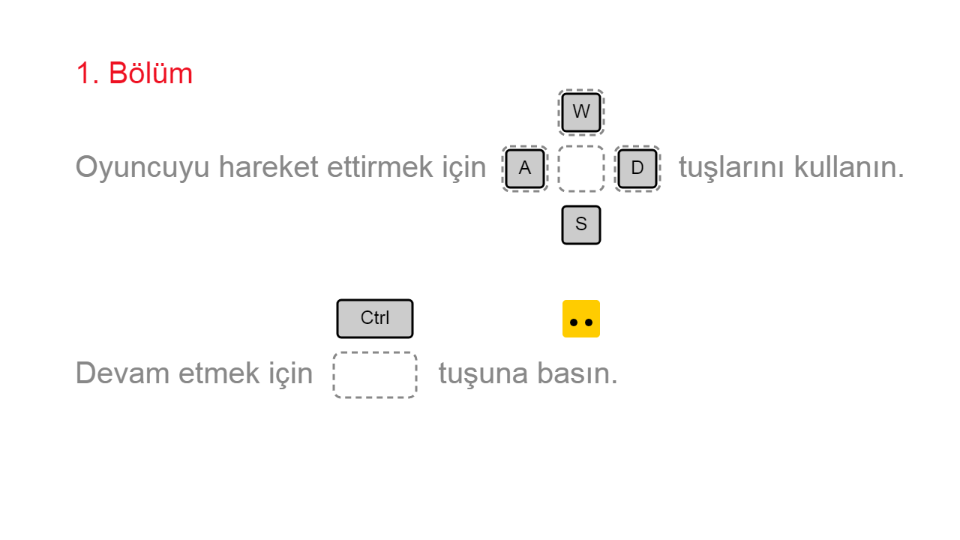 1. Bölüm
W
Oyuncuyu hareket ettirmek için A D tuşlarını kullanın.
S
Ctrl
Devam etmek için tuşuna basın.